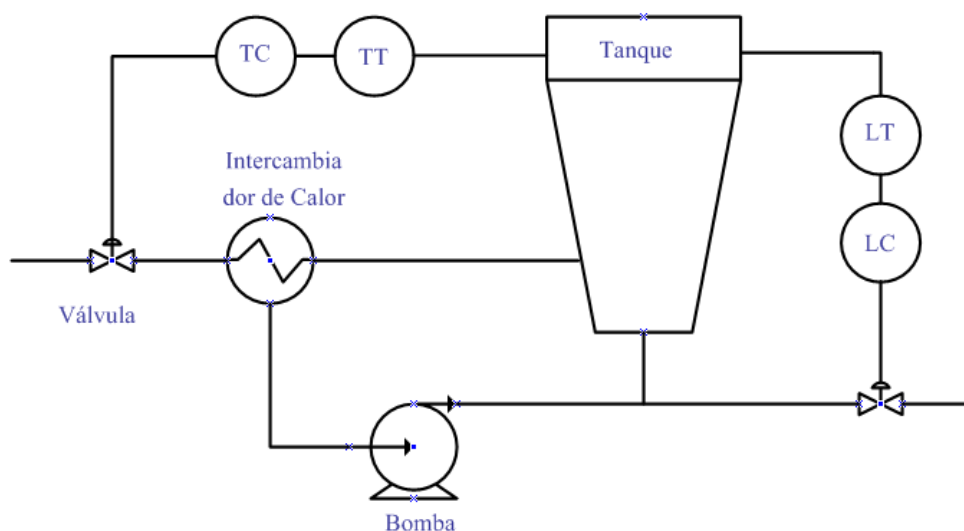 TC
TT
Tanque
LT
Intercambia
dor de Calor
LC
Válvula
Bomba